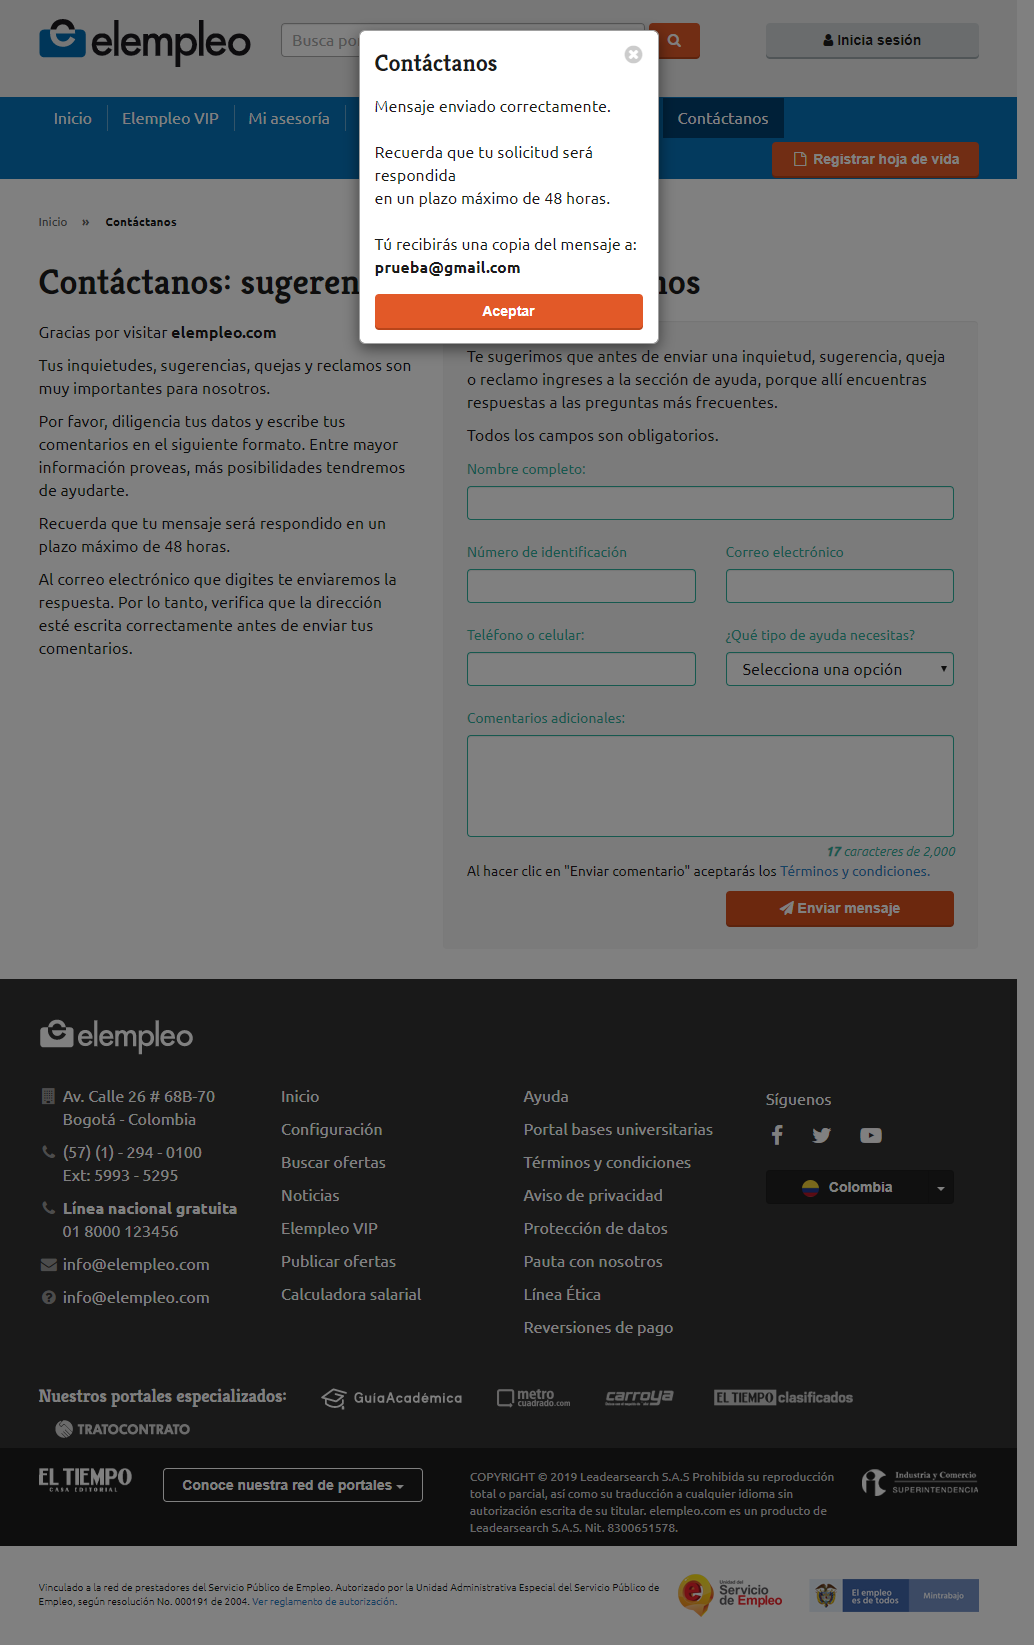 elempleo
Busca po
Inicia sesión
Inicio
Elempleo VIP
Mi asesoría
Contáctanos
Registrar hoja de vida
Contáctanos
Mensaje enviado correctamente.
Recuerda que tu solicitud será
respondida
en un plazo máximo de 48 horas.
Tú recibirás una copia del mensaje a:
prueba@gmail.com
Aceptar
Inicio » Contáctanos
Contáctanos: sugeren nos
Gracias por visitar elempleo.com
Tus inquietudes, sugerencias, quejas y reclamos son
muy importantes para nosotros.
Por favor, diligencia tus datos y escribe tus
comentarios en el siguiente formato. Entre mayor
información proveas, más posibilidades tendremos
de ayudarte.
Recuerda que tu mensaje será respondido en un
plazo máximo de 48 horas.
Al correo electrónico que digites te enviaremos la
respuesta. Por lo tanto, verifica que la dirección
esté escrita correctamente antes de enviar tus
comentarios.
Te sugerimos que antes de enviar una inquietud, sugerencia, queja
o reclamo ingreses a la sección de ayuda, porque allí encuentras
respuestas a las preguntas más frecuentes.
Todos los campos son obligatorios.
Nombre completo:
Número de identificación
Correo electrónico
Teléfono o celular:
¿Qué tipo de ayuda necesitas?
Selecciona una opción
Comentarios adicionales:
17 caracteres de 2,000
Al hacer clic en "Enviar comentario" aceptarás los Términos y condiciones.
Enviar mensaje
elempleo
Av. Calle 26 # 68B-70
Bogotá - Colombia
(57) (1) - 294 - 0100
Ext: 5993 - 5295
Línea nacional gratuita
01 8000 123456
info@elempleo.com
info@elempleo.com
Inicio
Configuración
Buscar ofertas
Noticias
Elempleo VIP
Publicar ofertas
Calculadora salarial
Ayuda
Portal bases universitarias
Términos y condiciones
Aviso de privacidad
Protección de datos
Pauta con nosotros
Línea Ética
Reversiones de pago
Síguenos
Colombia
Nuestros portales especializados:
GuíaAcadémica
metro
cuadrado.com
carroya
EL TIEMPO clasificados
TRATOCONTRATO
EL TIEMPO
CASA EDITORIAL
Conoce nuestra red de portales
COPYRIGHT © 2019 Leadearsearch S.A.S Prohibida su reproducción
total o parcial, así como su traducción a cualquier idioma sin
autorización escrita de su titular. elempleo.com es un producto de
Leadearsearch S.A.S. Nit. 8300651578.
Industria y Comercio
SUPERINTENDENCIA
Vinculado a la red de prestadores del Servicio Público de Empleo. Autorizado por la Unidad Administrativa Especial del Servicio Público de
Empleo, según resolución No. 000191 de 2004. Ver reglamento de autorización.
Unidad del
Servicio
de Empleo
El empleo
es de todos
Mintrabajo